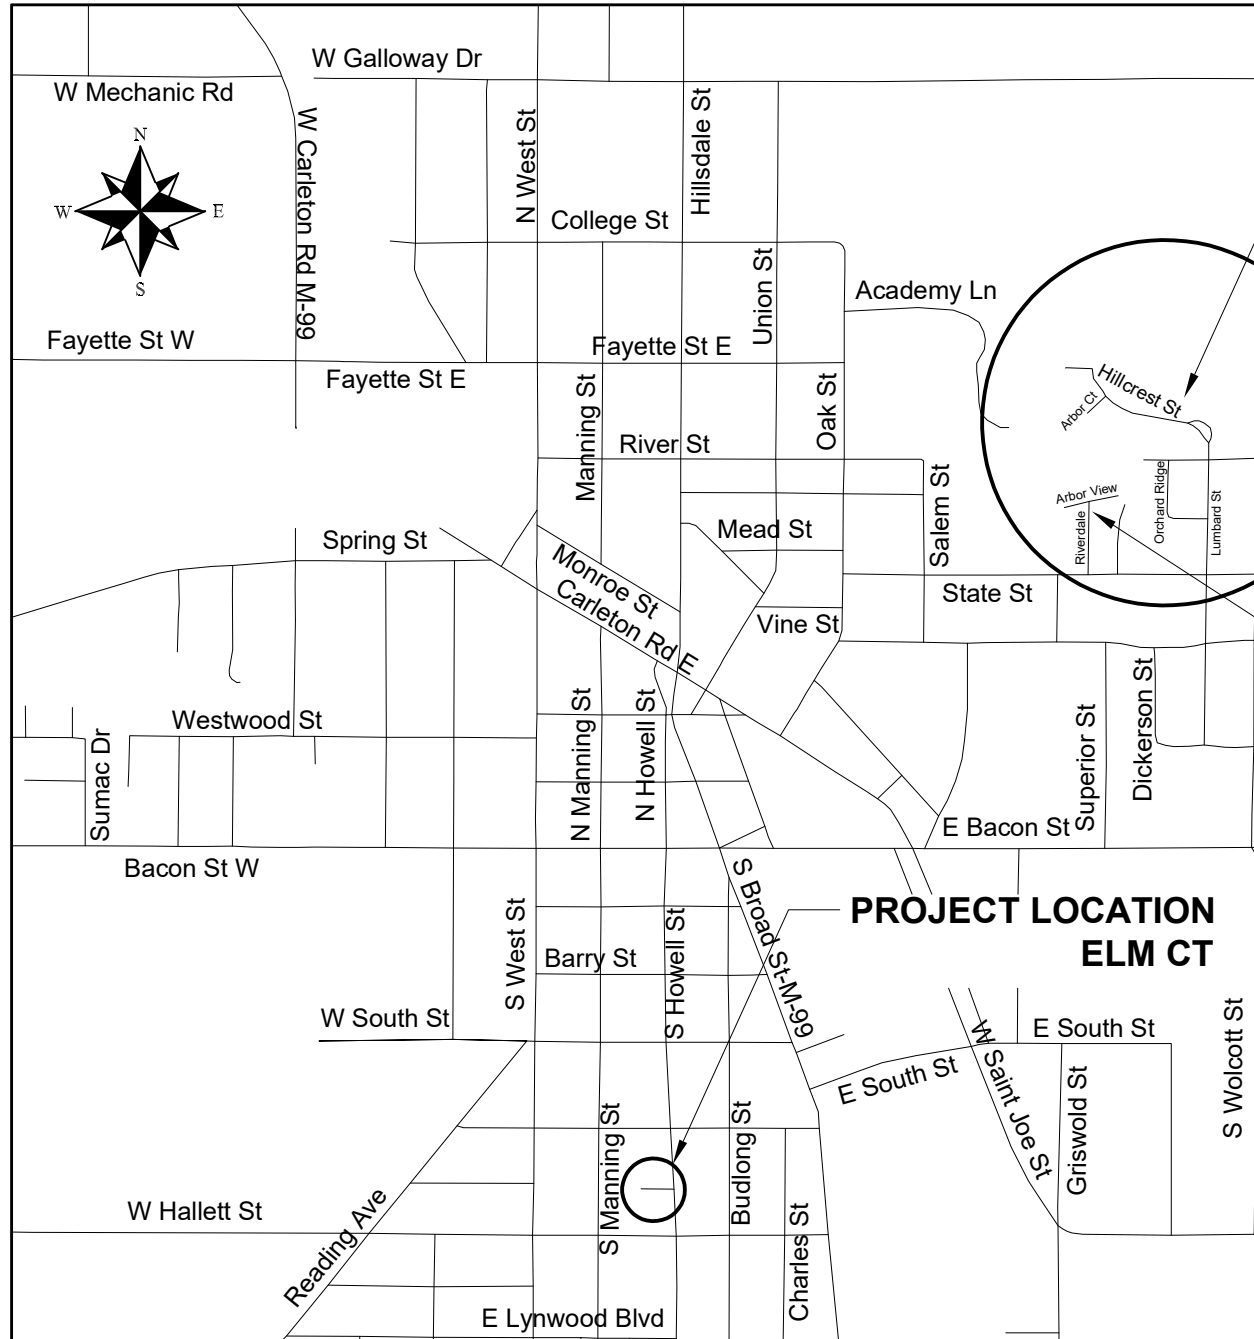 W Galloway Dr
W Mechanic Rd
W Carleton Rd M-99
N West St
Hillsdale St
N
W
E
S
College St
Union St
Academy Ln
Fayette St W
Fayette St E
Fayette St E
Manning St
Oak St
Hillcrest St
Arbor Ct
River St
Salem St
Arbor View
Riverdale
Orchard Ridge
Lumbard St
Mead St
Spring St
Monroe St
Carleton Rd E
State St
Vine St
Westwood St
Sumac Dr
N Manning St
N Howell St
Superior St
Dickerson St
E Bacon St
Bacon St W
S Broad St-M-99
PROJECT LOCATION
ELM CT
S West St
Barry St
S Howell St
W South St
E South St
E South St
W Saint Joe St
Griswold St
S Wolcott St
S Manning St
Budlong St
Charles St
W Hallett St
Reading Ave
E Lynwood Blvd